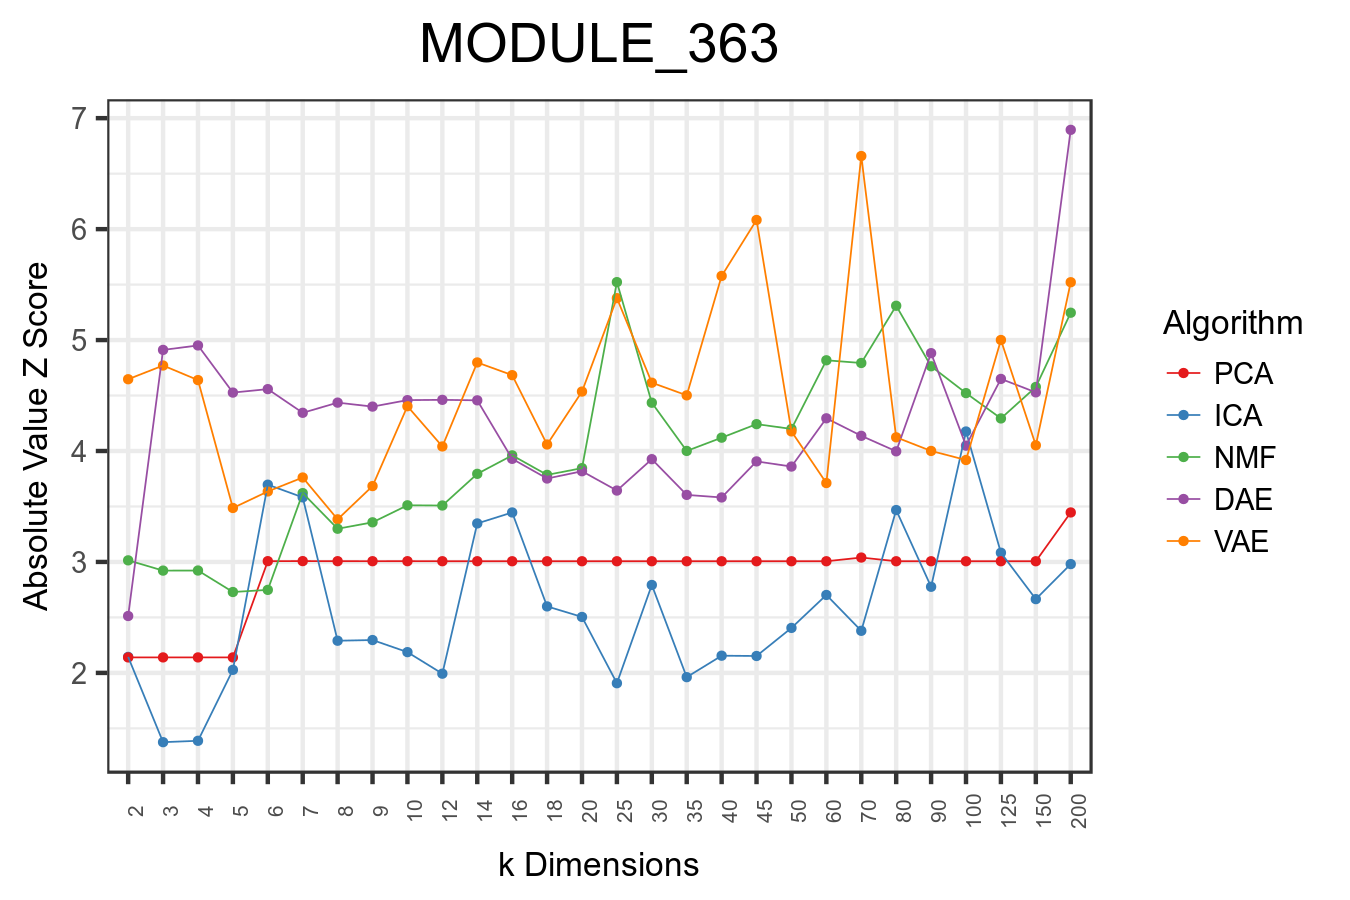 MODULE_363
Absolute Value Z Score
7
6
5
4
3
2
2 3 4 5 6 7 8 9 10 12 14 16 18 20 25 30 35 40 45 50 60 70 80 90 100 125 150 200
k Dimensions
Algorithm
PCA
ICA
NMF
DAE
VAE